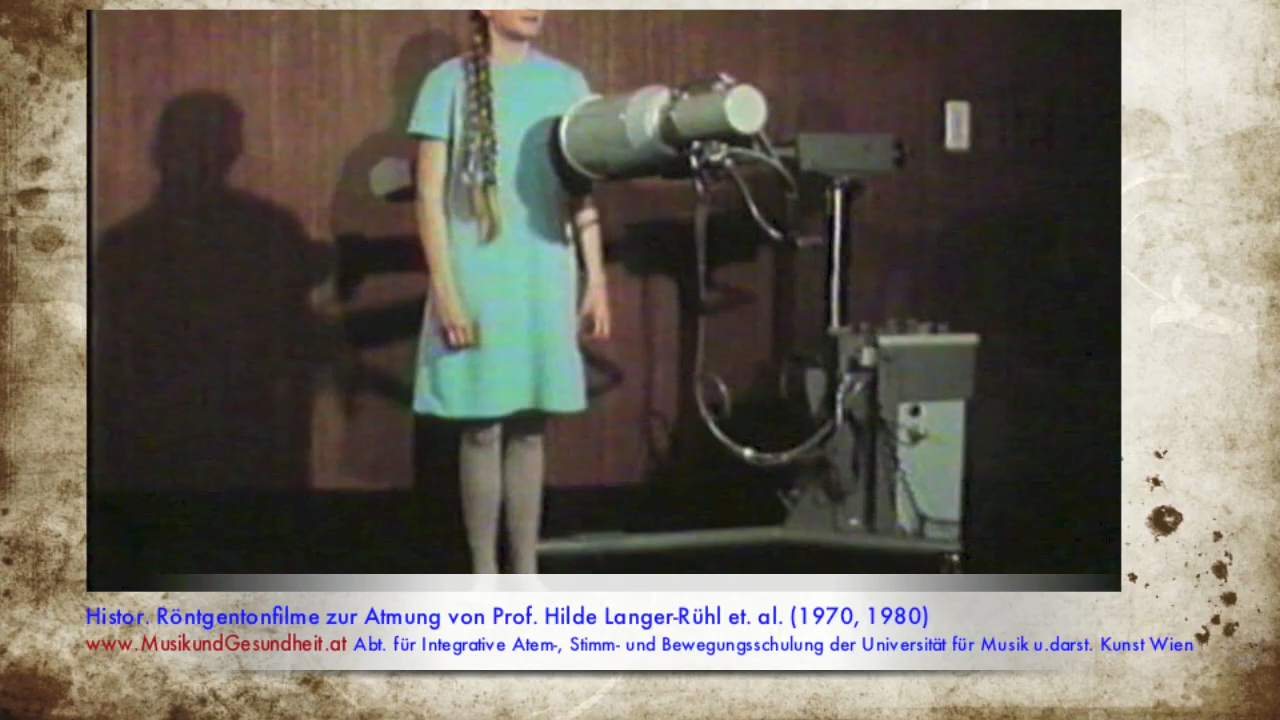 Histor. Röntgentonfilme zur Atmung von Prof. Hilde Langer-Rühl et. al. (1970, 1980)
www.MusikundGesundheit.at Abt. für Integrative Atem-, Stimm- und Bewegungsschulung der Universität für Musik u.darst. Kunst Wien